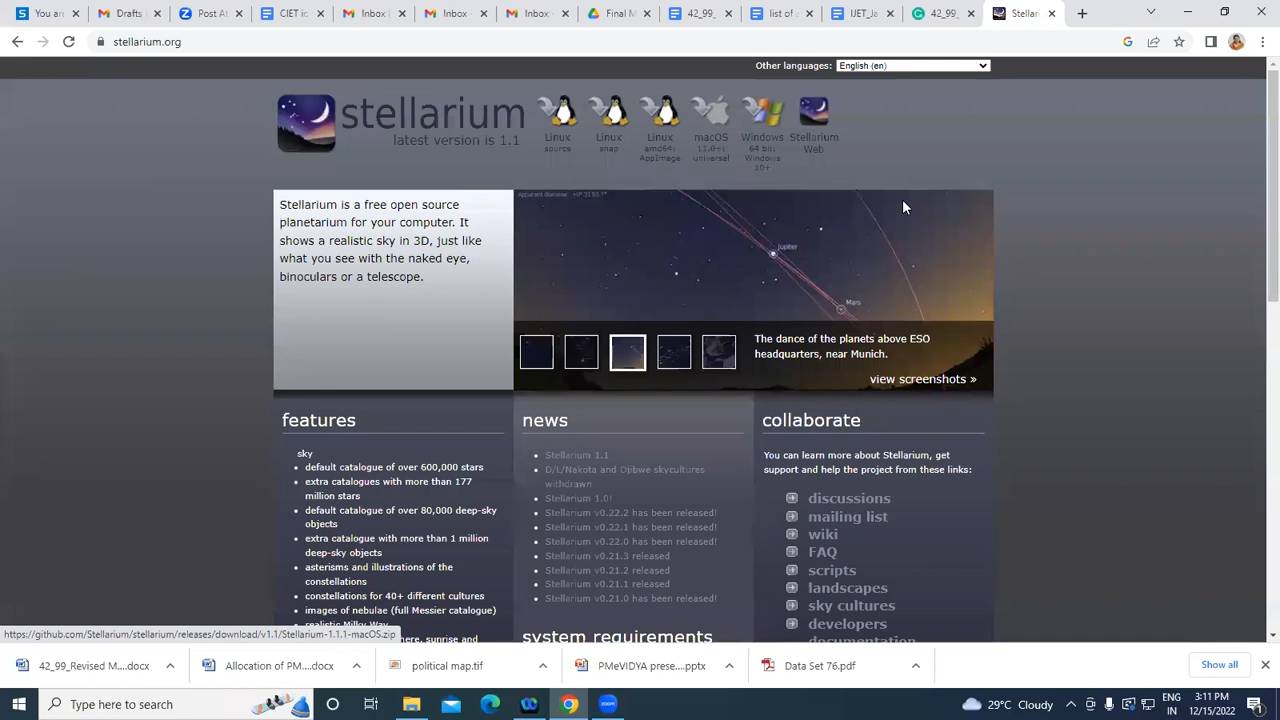 You are
Drafts
Post At
CIET ic
Inbox
Inbox
Inbox
Final M
42_99_
list of c
IJET_Ja
42_99_
Stellari
stellarium.org
Other languages: English (en)
stellarium
latest version is 1.1
Linux
source
Linux
snap
Linux
amd64;
AppImage
macOS
11.0+;
universal
Windows
64 bit;
Windows
10+
Stellarium
Web
Stellarium is a free open source
planetarium for your computer. It
shows a realistic sky in 3D, just like
what you see with the naked eye,
binoculars or a telescope.
Jupiter
Mars
The dance of the planets above ESO
headquarters, near Munich.
view screenshots »
features
sky
default catalogue of over 600,000 stars
extra catalogues with more than 177
million stars
default catalogue of over 80,000 deep-sky
objects
extra catalogue with more than 1 million
deep-sky objects
asterisms and illustrations of the
constellations
constellations for 40+ different cultures
images of nebulae (full Messier catalogue)
realistic Milky Way
here, sunrise and
news
Stellarium 1.1
D/L/Nakota and Ojibwe skycultures
withdrawn
Stellarium 1.0!
Stellarium v0.22.2 has been released!
Stellarium v0.22.1 has been released!
Stellarium v0.22.0 has been released!
Stellarium v0.21.3 released
Stellarium v0.21.2 released
Stellarium v0.21.1 released
Stellarium v0.21.0 has been released!
system requirements
collaborate
You can learn more about Stellarium, get
support and help the project from these links:
discussions
mailing list
wiki
FAQ
scripts
landscapes
sky cultures
developers
documentation
https://github.com/Stellarium/stellarium/releases/download/v1.1/Stellarium-1.1.1-macOS.zip
42_99_Revised M....docx
Allocation of PM....docx
political map.tif
PMeVIDYA prese....pptx
Data Set 76.pdf
Show all
Type here to search
29°C Cloudy
ENG
IN
3:11 PM
12/15/2022